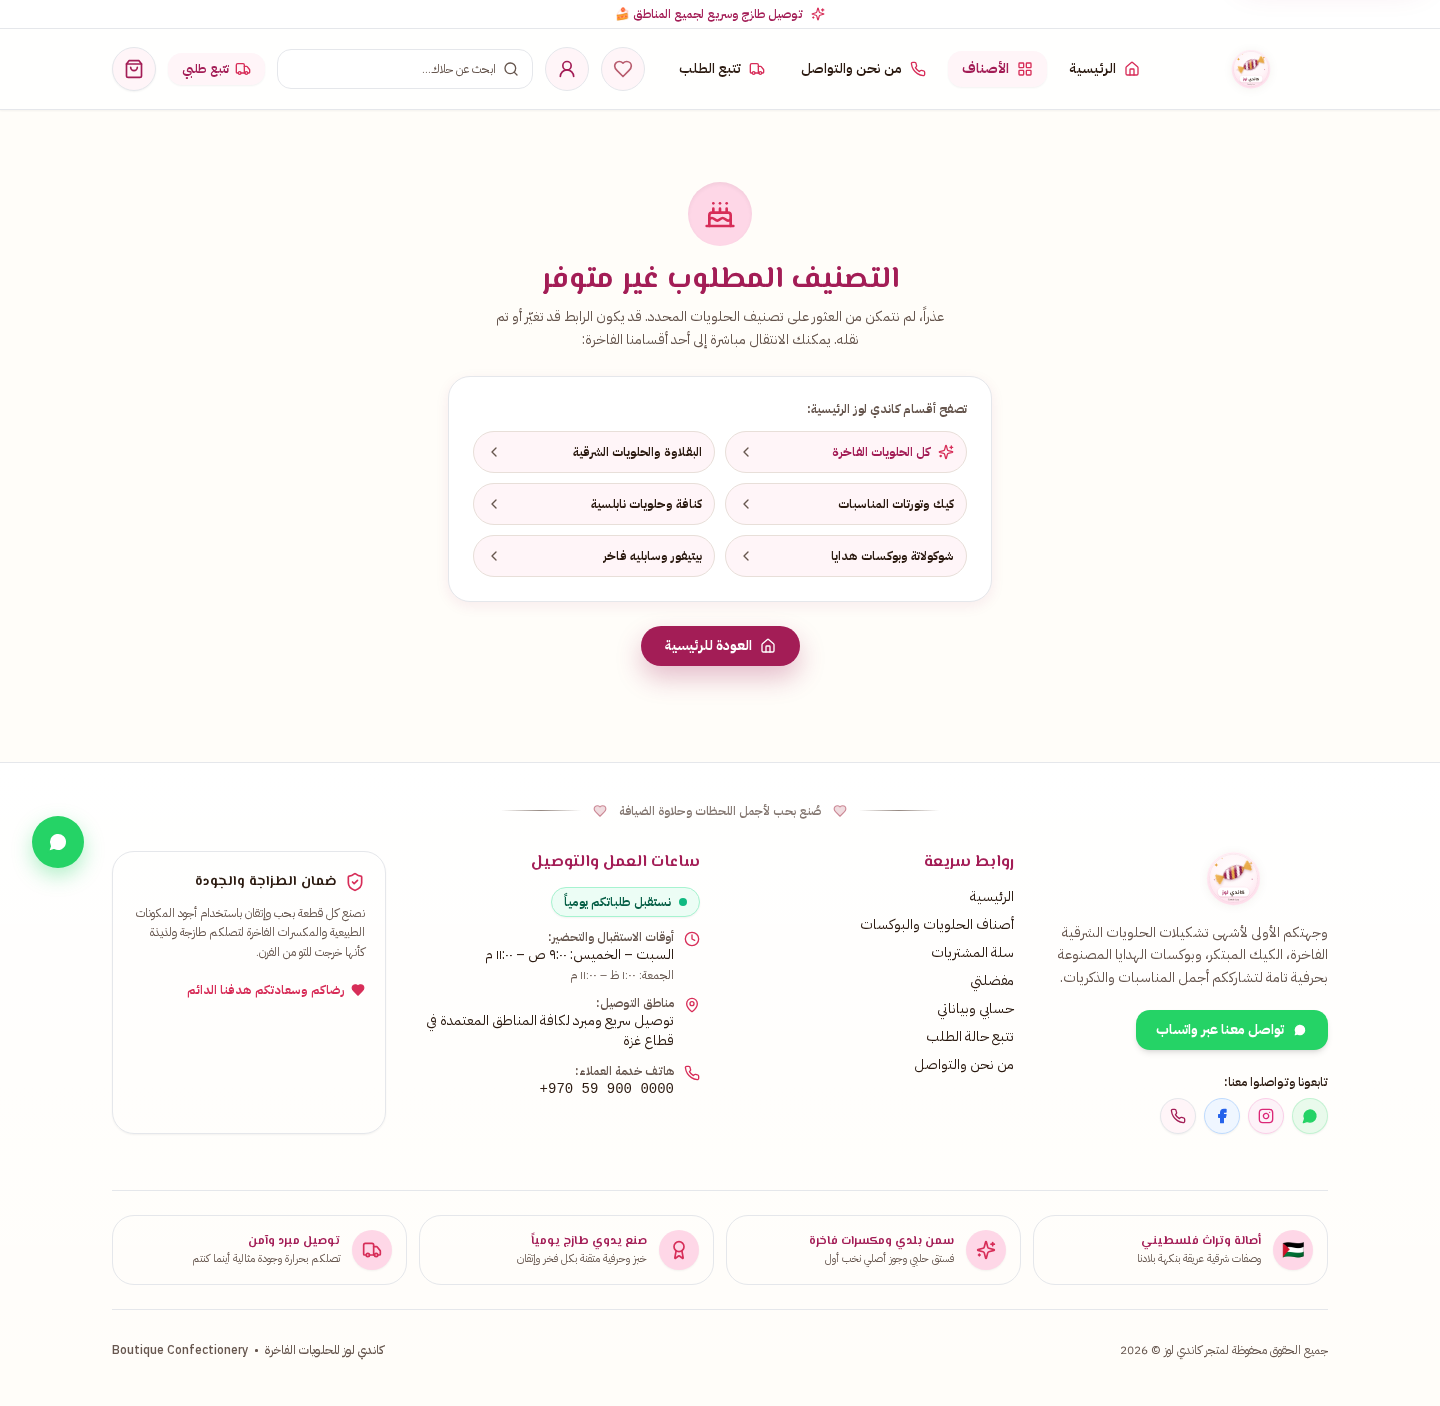 توصيل طازج وسريع لجميع المناطق 🍰
كاندي لوز
الرئيسية
الأصناف
من نحن والتواصل
تتبع الطلب
ابحث عن حلاك...
تتبع طلبي
التصنيف المطلوب غير متوفر
عذراً، لم نتمكن من العثور على تصنيف الحلويات المحدد. قد يكون الرابط قد تغيّر أو تم
نقله. يمكنك الانتقال مباشرة إلى أحد أقسامنا الفاخرة:
تصفح أقسام كاندي لوز الرئيسية:
كل الحلويات الفاخرة
البقلاوة والحلويات الشرقية
كيك وتورتات المناسبات
كنافة وحلويات نابلسية
شوكولاتة وبوكسات هدايا
بيتيفور وسابليه فاخر
العودة للرئيسية
صُنع بحب لأجمل اللحظات وحلاوة الضيافة
كاندي لوز
وجهتكم الأولى لأشهى تشكيلات الحلويات الشرقية
الفاخرة، الكيك المبتكر، وبوكسات الهدايا المصنوعة
بحرفية تامة لتشارككم أجمل المناسبات والذكريات.
تواصل معنا عبر واتساب
تابعونا وتواصلوا معنا:
روابط سريعة
الرئيسية
أصناف الحلويات والبوكسات
سلة المشتريات
مفضلتي
حسابي وبياناتي
تتبع حالة الطلب
من نحن والتواصل
ساعات العمل والتوصيل
نستقبل طلباتكم يومياً
أوقات الاستقبال والتحضير:
السبت – الخميس: ٩:٠٠ ص – ١١:٠٠ م
الجمعة: ١:٠٠ ظ – ١١:٠٠ م
مناطق التوصيل:
توصيل سريع ومبرد لكافة المناطق المعتمدة في
قطاع غزة
هاتف خدمة العملاء:
+970 59 900 0000
ضمان الطزاجة والجودة
نصنع كل قطعة بحب وإتقان باستخدام أجود المكونات
الطبيعية والمكسرات الفاخرة لتصلكم طازجة ولذيذة
كأنها خرجت للتو من الفرن.
رضاكم وسعادتكم هدفنا الدائم
أصالة وتراث فلسطيني
وصفات شرقية عريقة بنكهة بلادنا
سمن بلدي ومكسرات فاخرة
فستق حلبي وجوز أصلي نخب أول
صنع يدوي طازج يومياً
خبز وحرفية متقنة بكل فخر وإتقان
توصيل مبرد وآمن
تصلكم بحرارة وجودة مثالية أينما كنتم
جميع الحقوق محفوظة لمتجر كاندي لوز © 2026
كاندي لوز للحلويات الفاخرة • Boutique Confectionery